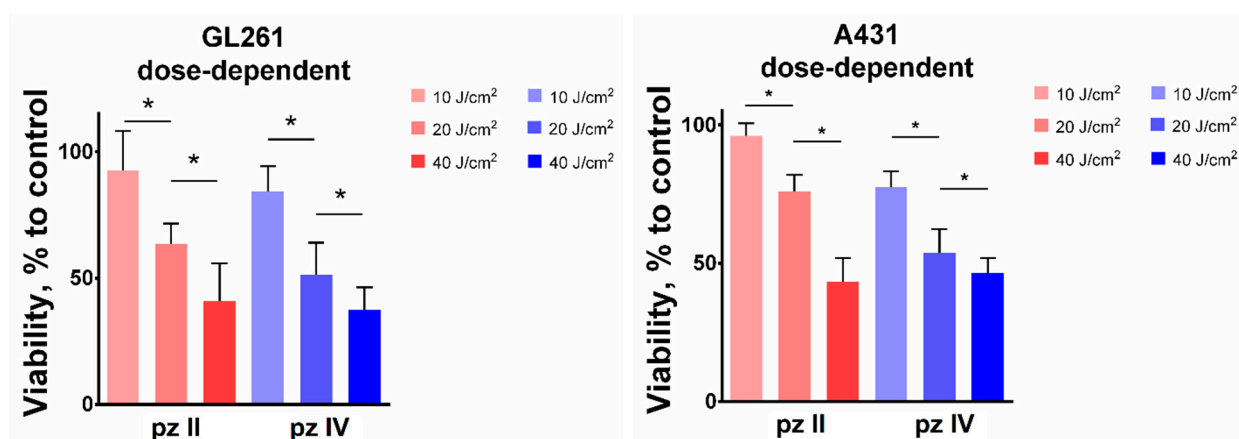 GL261
dose-dependent
Viability, % to control
100
50
0
*
*
*
*
pz II
pz IV
10 J/cm²
10 J/cm²
20 J/cm²
20 J/cm²
40 J/cm²
40 J/cm²
A431
dose-dependent
Viability, % to control
100
50
0
*
*
*
*
pz II
pz IV
10 J/cm²
10 J/cm²
20 J/cm²
20 J/cm²
40 J/cm²
40 J/cm²